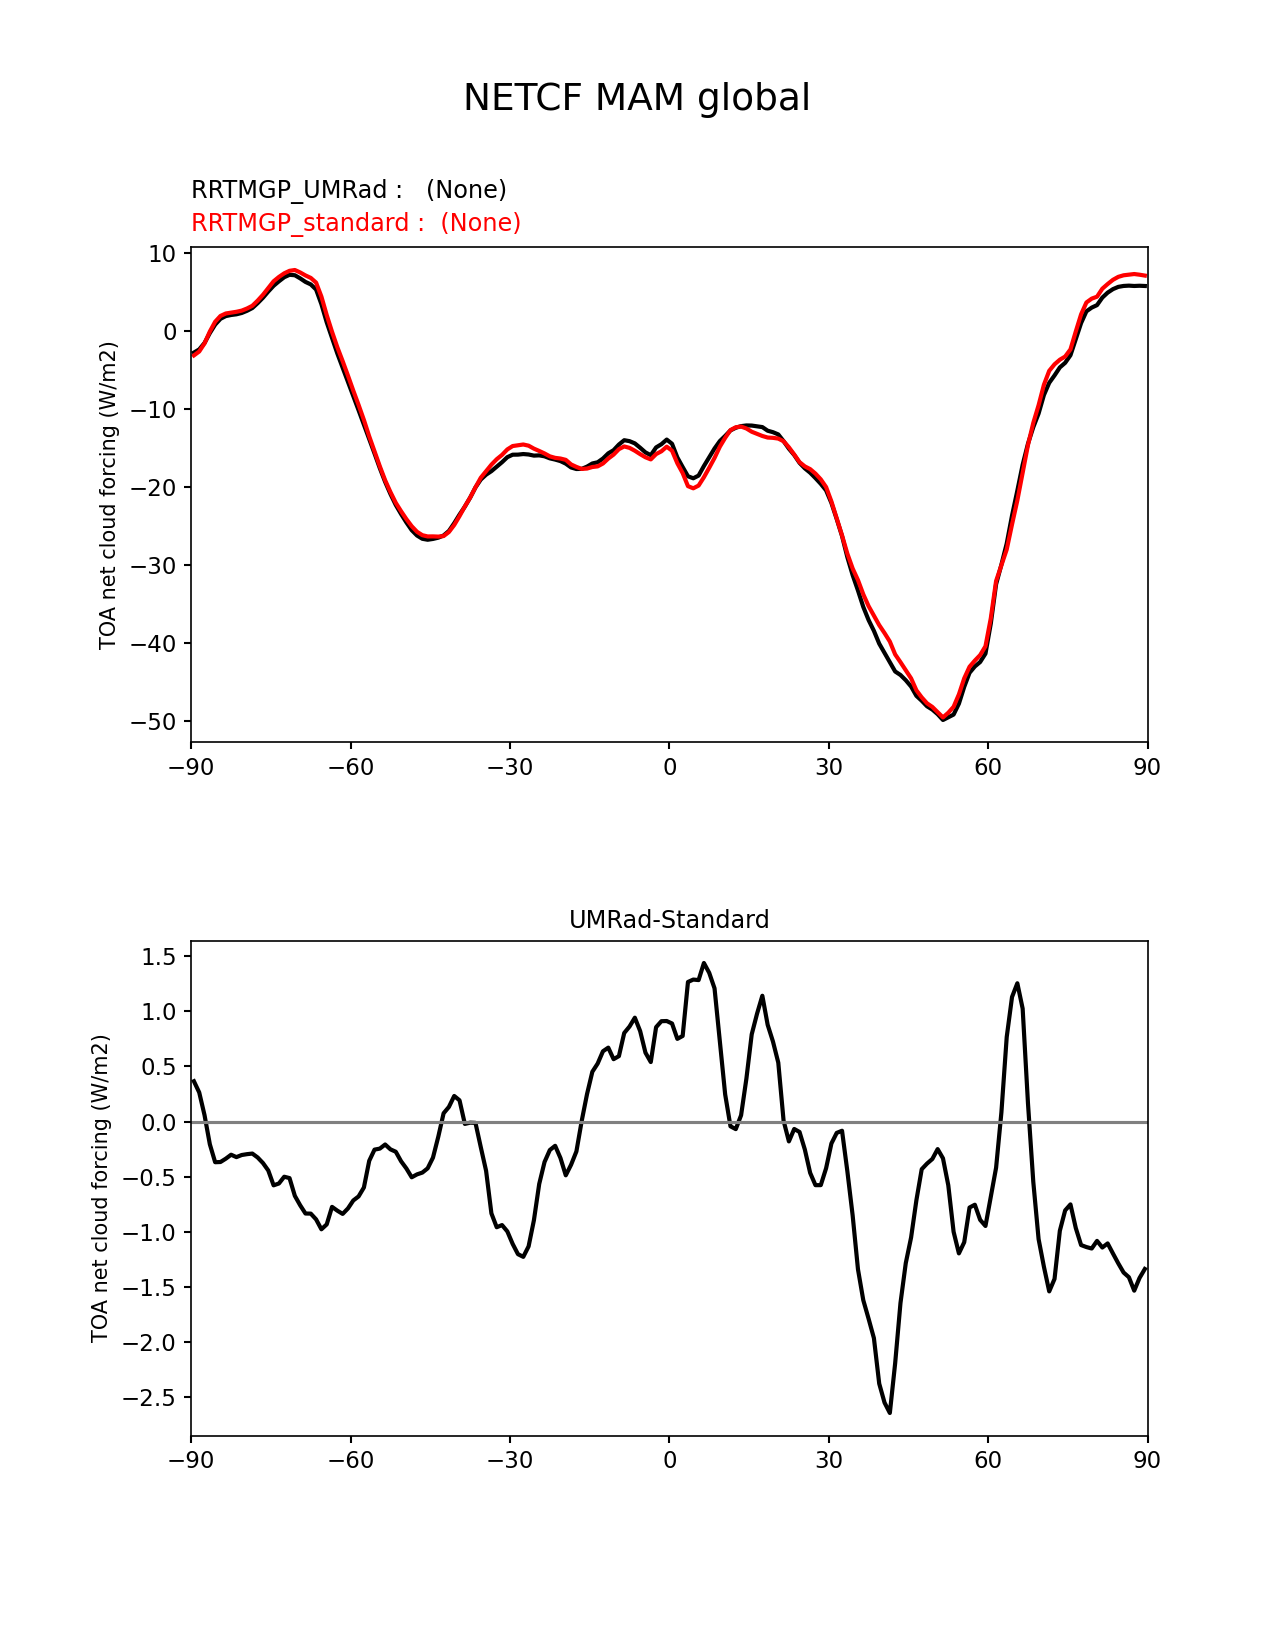 NETCF MAM global
RRTMGP_UMRad :   (None)
RRTMGP_standard :  (None)
10
0
−10
−20
−30
−40
−50
TOA net cloud forcing (W/m2)
−90 −60 −30 0 30 60 90
UMRad-Standard
1.5
1.0
0.5
0.0
−0.5
−1.0
−1.5
−2.0
−2.5
TOA net cloud forcing (W/m2)
−90 −60 −30 0 30 60 90